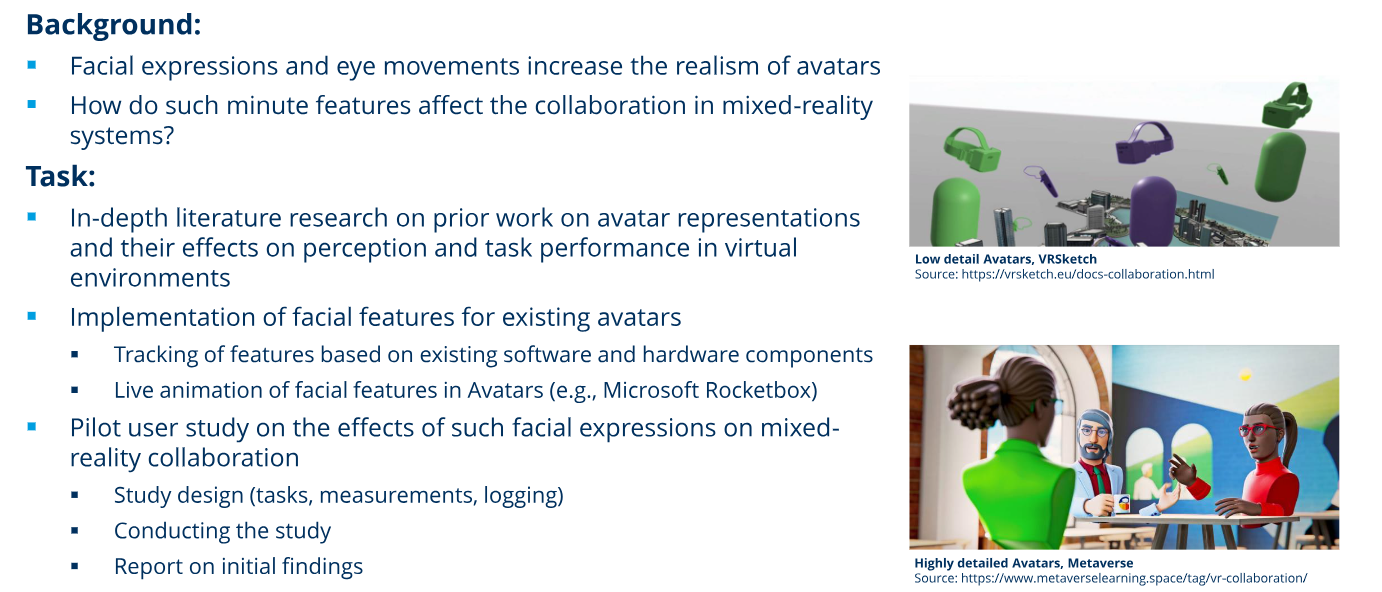 Background:
Facial expressions and eye movements increase the realism of avatars
How do such minute features affect the collaboration in mixed-reality
systems?
Task:
In-depth literature research on prior work on avatar representations
and their effects on perception and task performance in virtual
environments
Implementation of facial features for existing avatars
Tracking of features based on existing software and hardware components
Live animation of facial features in Avatars (e.g., Microsoft Rocketbox)
Pilot user study on the effects of such facial expressions on mixed-
reality collaboration
Study design (tasks, measurements, logging)
Conducting the study
Report on initial findings
Low detail Avatars, VRSketch
Source: https://vrsketch.eu/docs-collaboration.html
Highly detailed Avatars, Metaverse
Source: https://www.metaverselearning.space/tag/vr-collaboration/